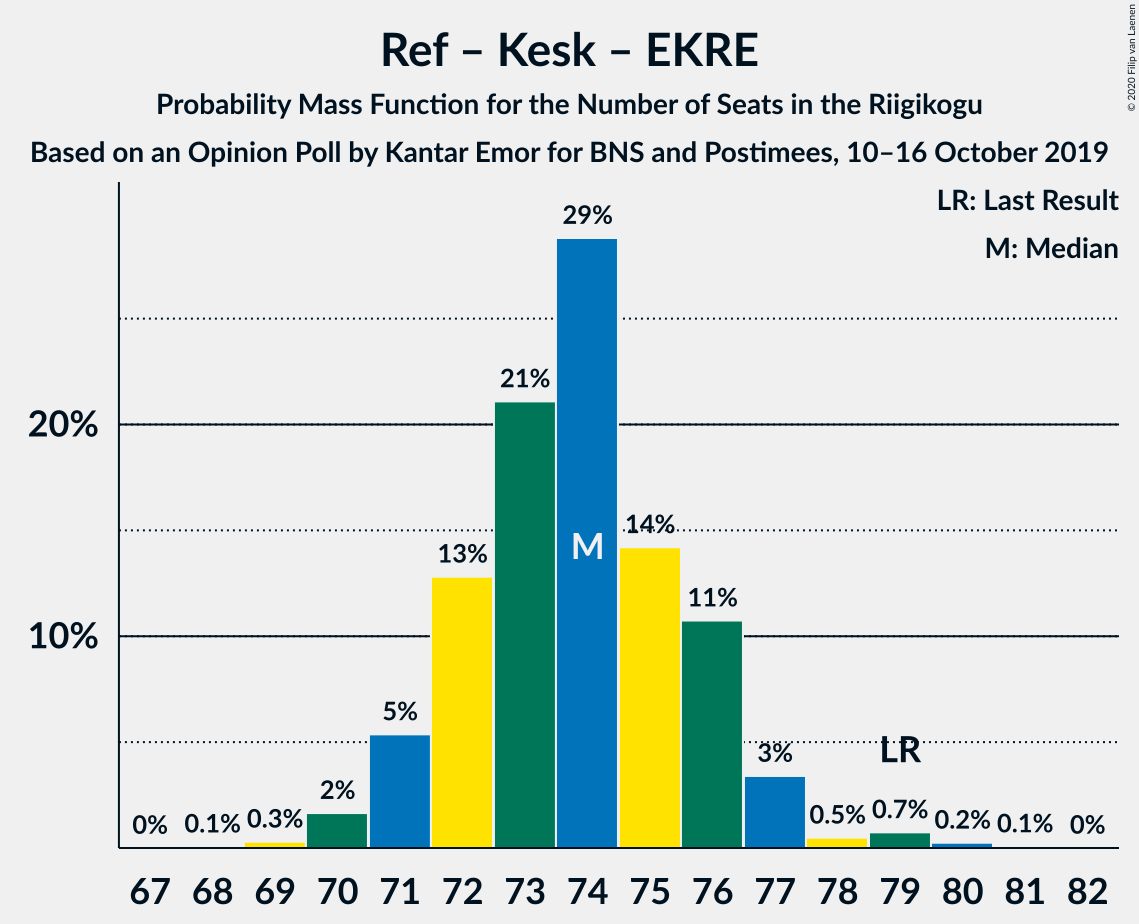 Ref – Kesk – EKRE
Probability Mass Function for the Number of Seats in the Riigikogu
Based on an Opinion Poll by Kantar Emor for BNS and Postimees, 10–16 October 2019
© 2020 Filip van Laenen
LR: Last Result
M: Median
29%
21%
20%
14%
13%
M
11%
10%
5%
3%
LR
2%
0% 0.1% 0.3% 0.5% 0.7% 0.2% 0.1% 0%
67 68 69 70 71 72 73 74 75 76 77 78 79 80 81 82